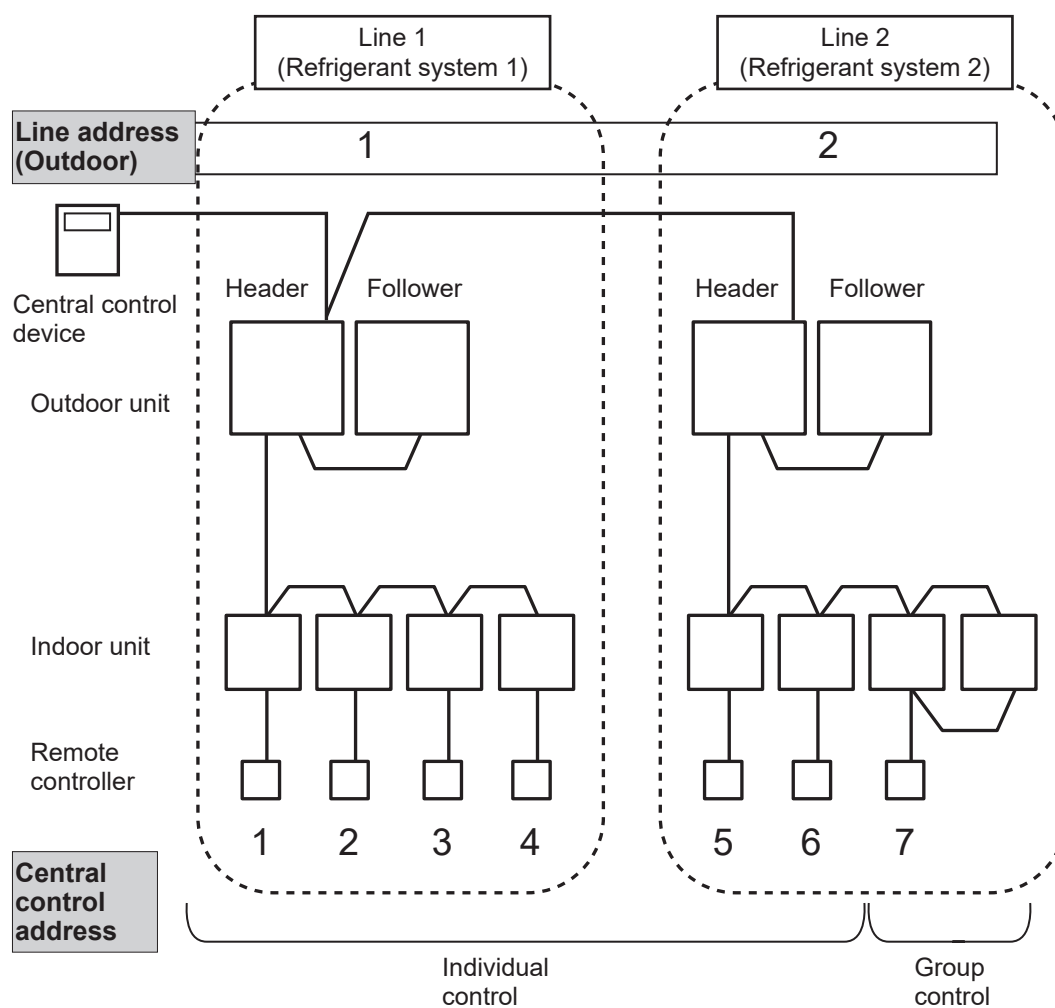 Line 1
(Refrigerant system 1)
Line 2
(Refrigerant system 2)
Line address
(Outdoor)
1
2
Central control
device
Header
Follower
Header
Follower
Outdoor unit
Indoor unit
Remote
controller
1
2
3
4
5
6
7
Central
control
address
Individual
control
Group
control